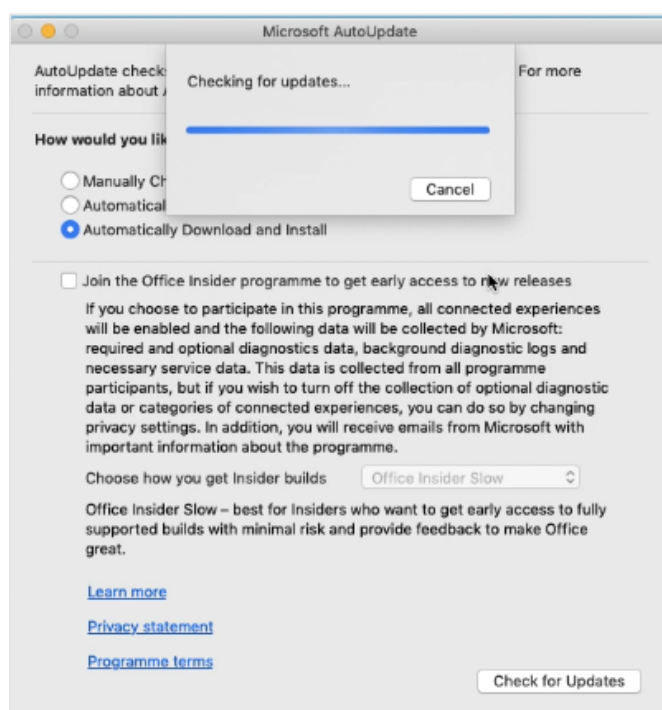 Microsoft AutoUpdate
AutoUpdate check
For more
information about
Checking for updates...
How would you lik
Cancel
Manually Ch
Automatical
Automatically Download and Install
Join the Office Insider programme to get early access to new releases
If you choose to participate in this programme, all connected experiences
will be enabled and the following data will be collected by Microsoft:
required and optional diagnostics data, background diagnostic logs and
necessary service data. This data is collected from all programme
participants, but if you wish to turn off the collection of optional diagnostic
data or categories of connected experiences, you can do so by changing
privacy settings. In addition, you will receive emails from Microsoft with
important information about the programme.
Choose how you get Insider builds Office Insider Slow
Office Insider Slow – best for Insiders who want to get early access to fully
supported builds with minimal risk and provide feedback to make Office
great.
Learn more
Privacy statement
Programme terms
Check for Updates